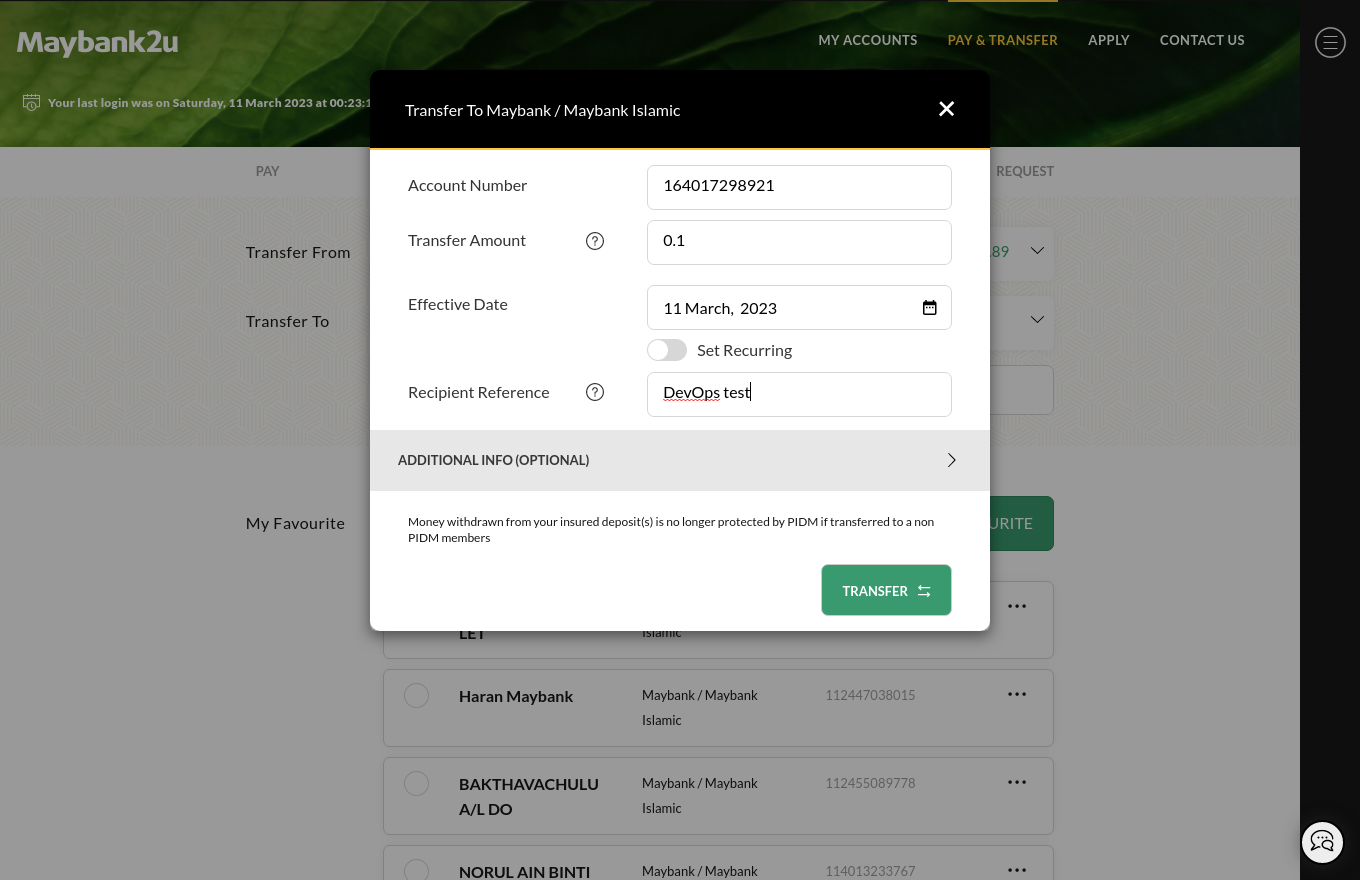 Maybank2u
MY ACCOUNTS PAY & TRANSFER APPLY CONTACT US
Your last login was on Saturday, 11 March 2023 at 00:23:1
Transfer To Maybank / Maybank Islamic
PAY REQUEST
Account Number 164017298921
Transfer Amount ? 0.1
Transfer From .89
Effective Date 11 March, 2023
Transfer To
Set Recurring
Recipient Reference ? DevOps test
ADDITIONAL INFO (OPTIONAL)
Money withdrawn from your insured deposit(s) is no longer protected by PIDM if transferred to a non
PIDM members
My Favourite URITE
TRANSFER
LET Islamic
Haran Maybank Maybank / Maybank 112447038015
Islamic
BAKTHAVACHULU Maybank / Maybank 112455089778
A/L DO Islamic
NORUL AIN BINTI Maybank / Maybank 114013233767